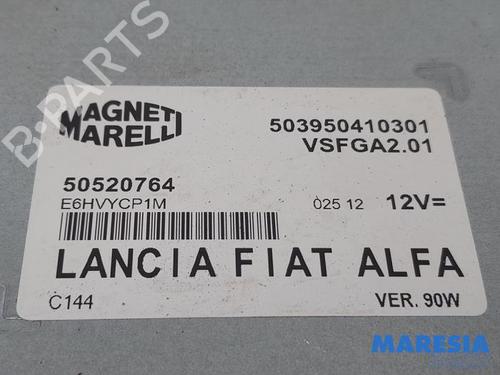 MAGNETI
MARELLI
503950410301
VSFGA2.01
50520764
E6HVYCP1M
025 12
12V=
LANCIA FIAT ALFA
C144
VER. 90W
B-PARTS
MARESIA